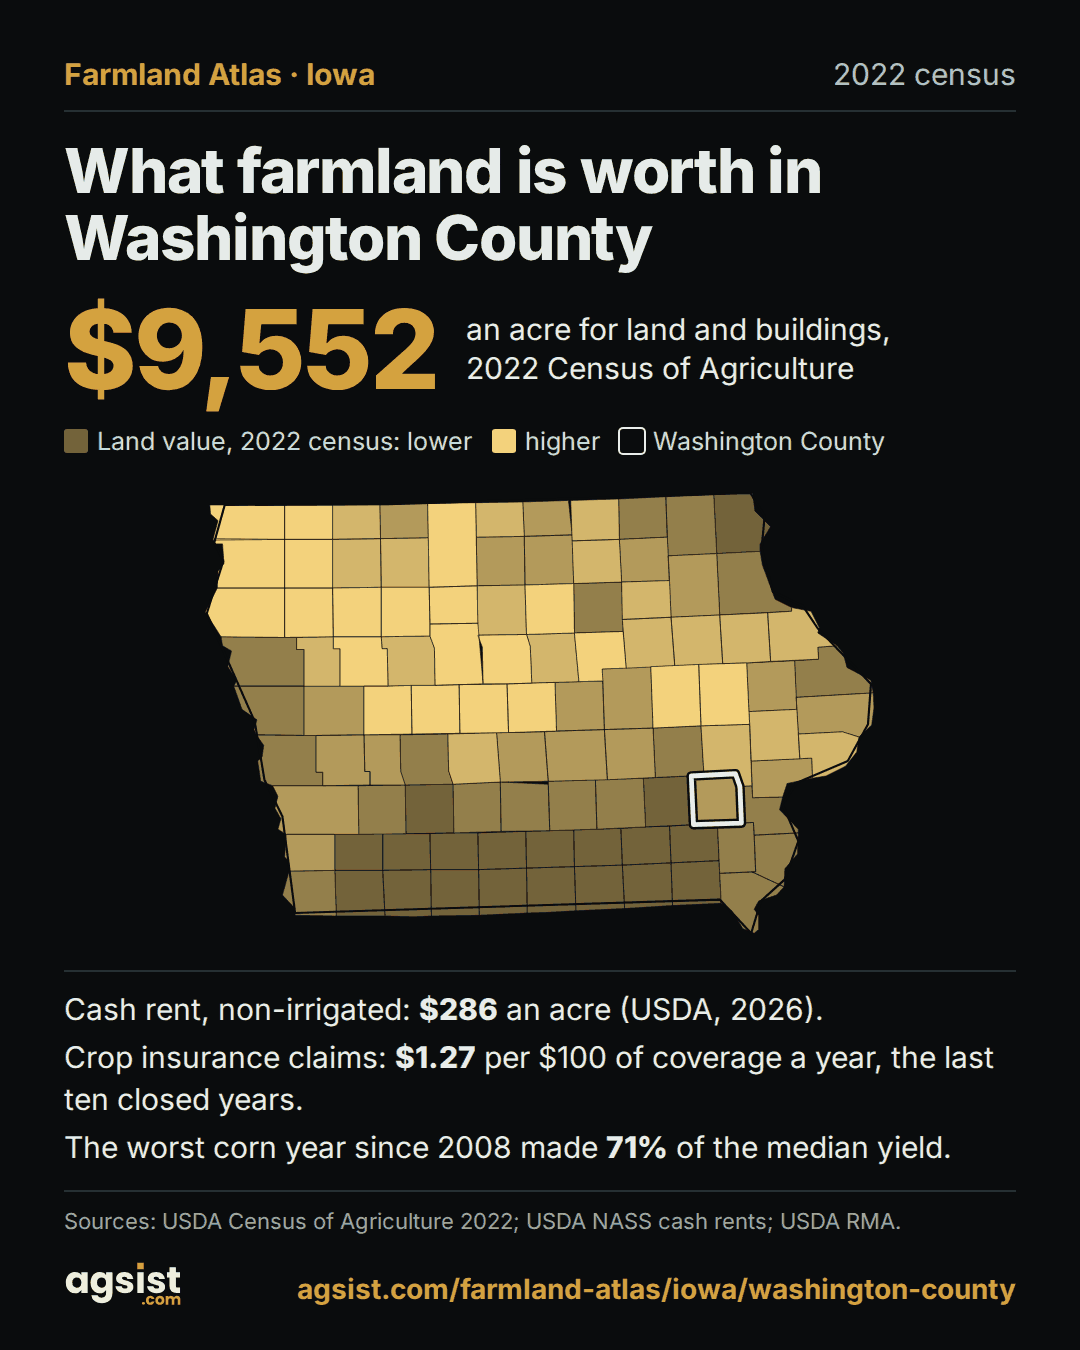 Farmland Atlas · Iowa
2022 census
What farmland is worth in
Washington County
$9,552
an acre for land and buildings,
2022 Census of Agriculture
Land value, 2022 census: lower
higher
Washington County
Cash rent, non-irrigated: $286 an acre (USDA, 2026).
Crop insurance claims: $1.27 per $100 of coverage a year, the last
ten closed years.
The worst corn year since 2008 made 71% of the median yield.
Sources: USDA Census of Agriculture 2022; USDA NASS cash rents; USDA RMA.
agsist
.com
agsist.com/farmland-atlas/iowa/washington-county